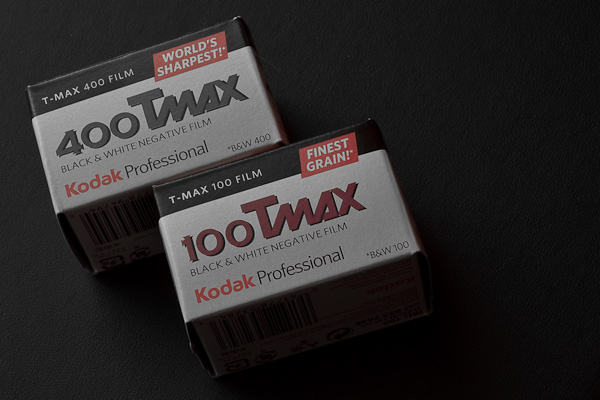 WORLD'S
SHARPEST!*
T-MAX 400 FILM
400TMAX
BLACK & WHITE NEGATIVE FILM
Kodak Professional
*B&W 400
FINEST
GRAIN!*
T-MAX 100 FILM
100TMAX
BLACK & WHITE NEGATIVE FILM
Kodak Professional
*B&W 100
Kodak